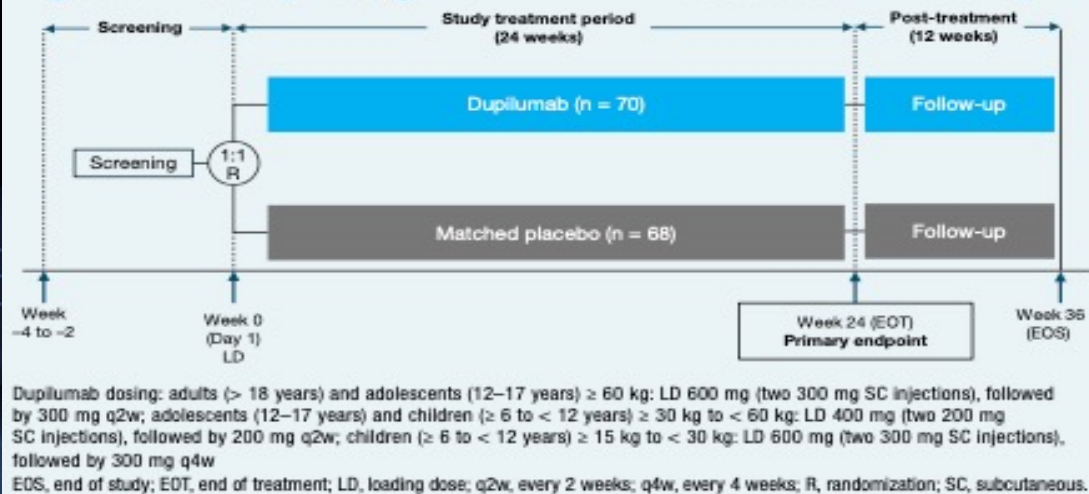 Screening
Study treatment period
(24 weeks)
Post-treatment
(12 weeks)
Dupilumab (n = 70)
Follow-up
Screening
1:1
R
Matched placebo (n = 68)
Follow-up
Week
–4 to –2
Week 0
(Day 1)
LD
Week 24 (EOT)
Primary endpoint
Week 36
(EOS)
Dupilumab dosing: adults (> 18 years) and adolescents (12–17 years) ≥ 60 kg: LD 600 mg (two 300 mg SC injections), followed
by 300 mg q2w; adolescents (12–17 years) and children (≥ 6 to < 12 years) ≥ 30 kg to < 60 kg: LD 400 mg (two 200 mg
SC injections), followed by 200 mg q2w; children (≥ 6 to < 12 years) ≥ 15 kg to < 30 kg: LD 600 mg (two 300 mg SC injections),
followed by 300 mg q4w
EOS, end of study; EOT, end of treatment; LD, loading dose; q2w, every 2 weeks; q4w, every 4 weeks; R, randomization; SC, subcutaneous.